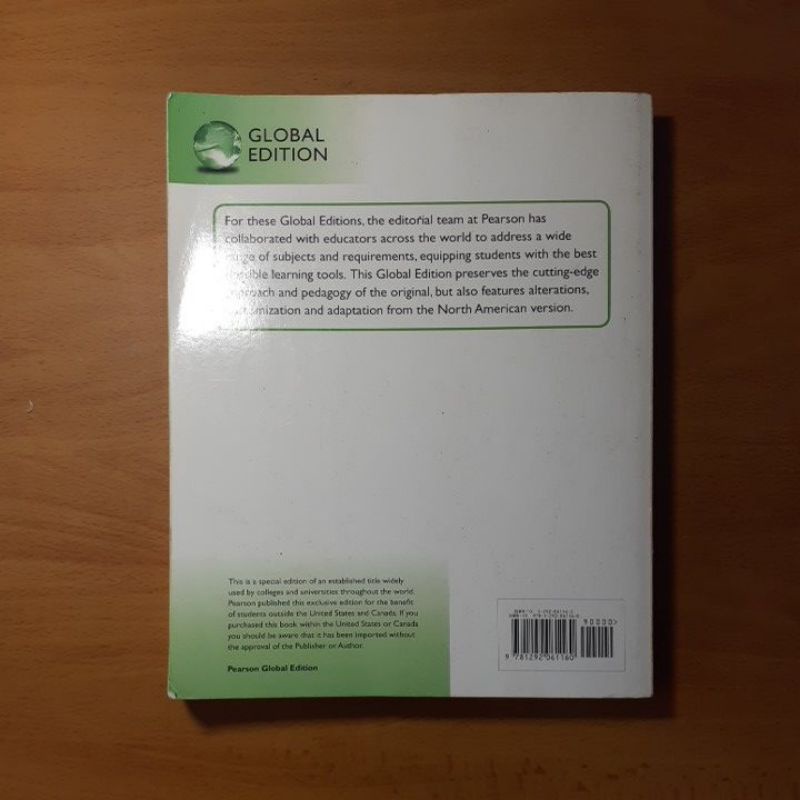 GLOBAL
EDITION
For these Global Editions, the editorial team at Pearson has
collaborated with educators across the world to address a wide
of subjects and requirements, equipping students with the best
learning tools. This Global Edition preserves the cutting-edge
approach and pedagogy of the original, but also features alterations,
customization and adaptation from the North American version.
This is a special edition of an established title widely
used by colleges and universities throughout the world.
Pearson published this exclusive edition for the benefit
of students outside the United States and Canada. If you
purchased this book within the United States or Canada
you should be aware that it has been imported without
the approval of the Publisher or Author.
Pearson Global Edition
90000>
9 781292 061160